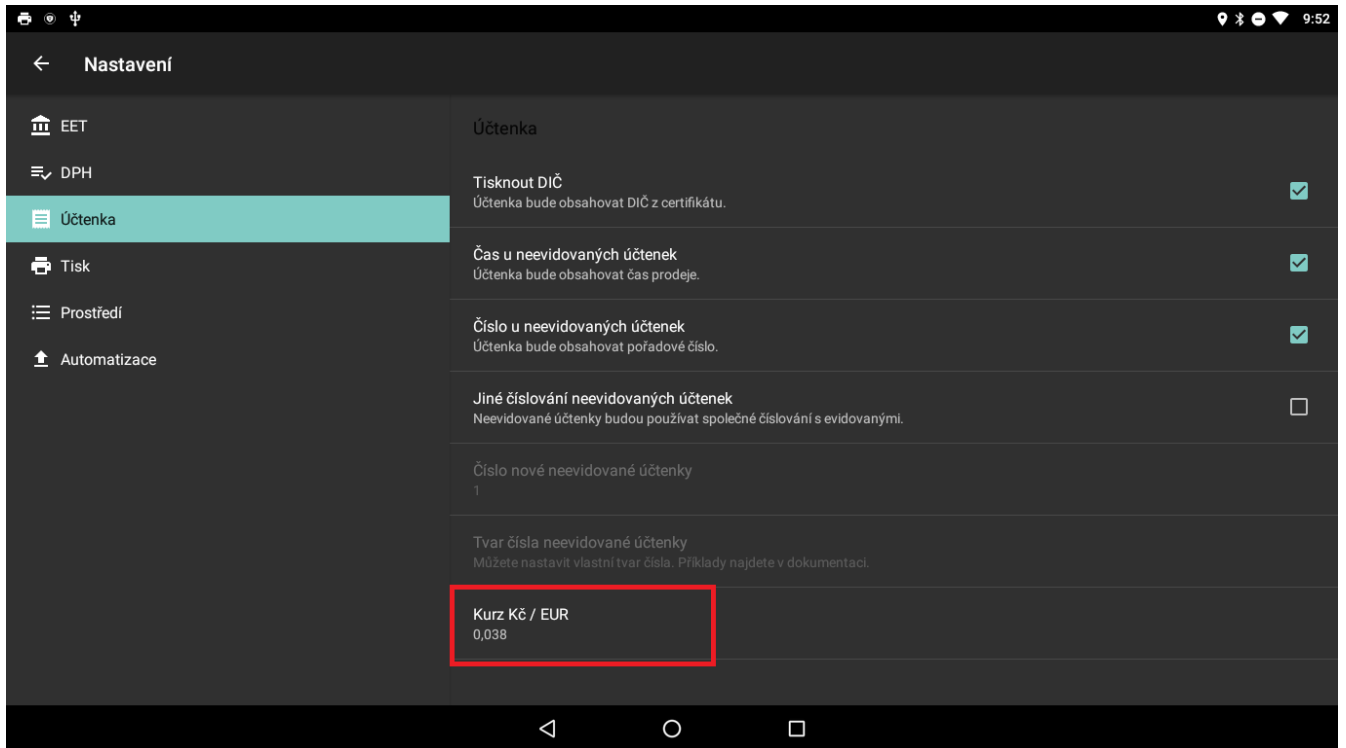 9:52
Nastavení
EET
DPH
Účtenka
Tisk
Prostředí
Automatizace
Účtenka
Tisknout DIČ
Účtenka bude obsahovat DIČ z certifikátu.
Čas u neevidovaných účtenek
Účtenka bude obsahovat čas prodeje.
Číslo u neevidovaných účtenek
Účtenka bude obsahovat pořadové číslo.
Jiné číslování neevidovaných účtenek
Neevidované účtenky budou používat společné číslování s evidovanými.
Číslo nové neevidované účtenky
1
Tvar čísla neevidované účtenky
Můžete nastavit vlastní tvar čísla. Příklady najdete v dokumentaci.
Kurz Kč / EUR
0,038